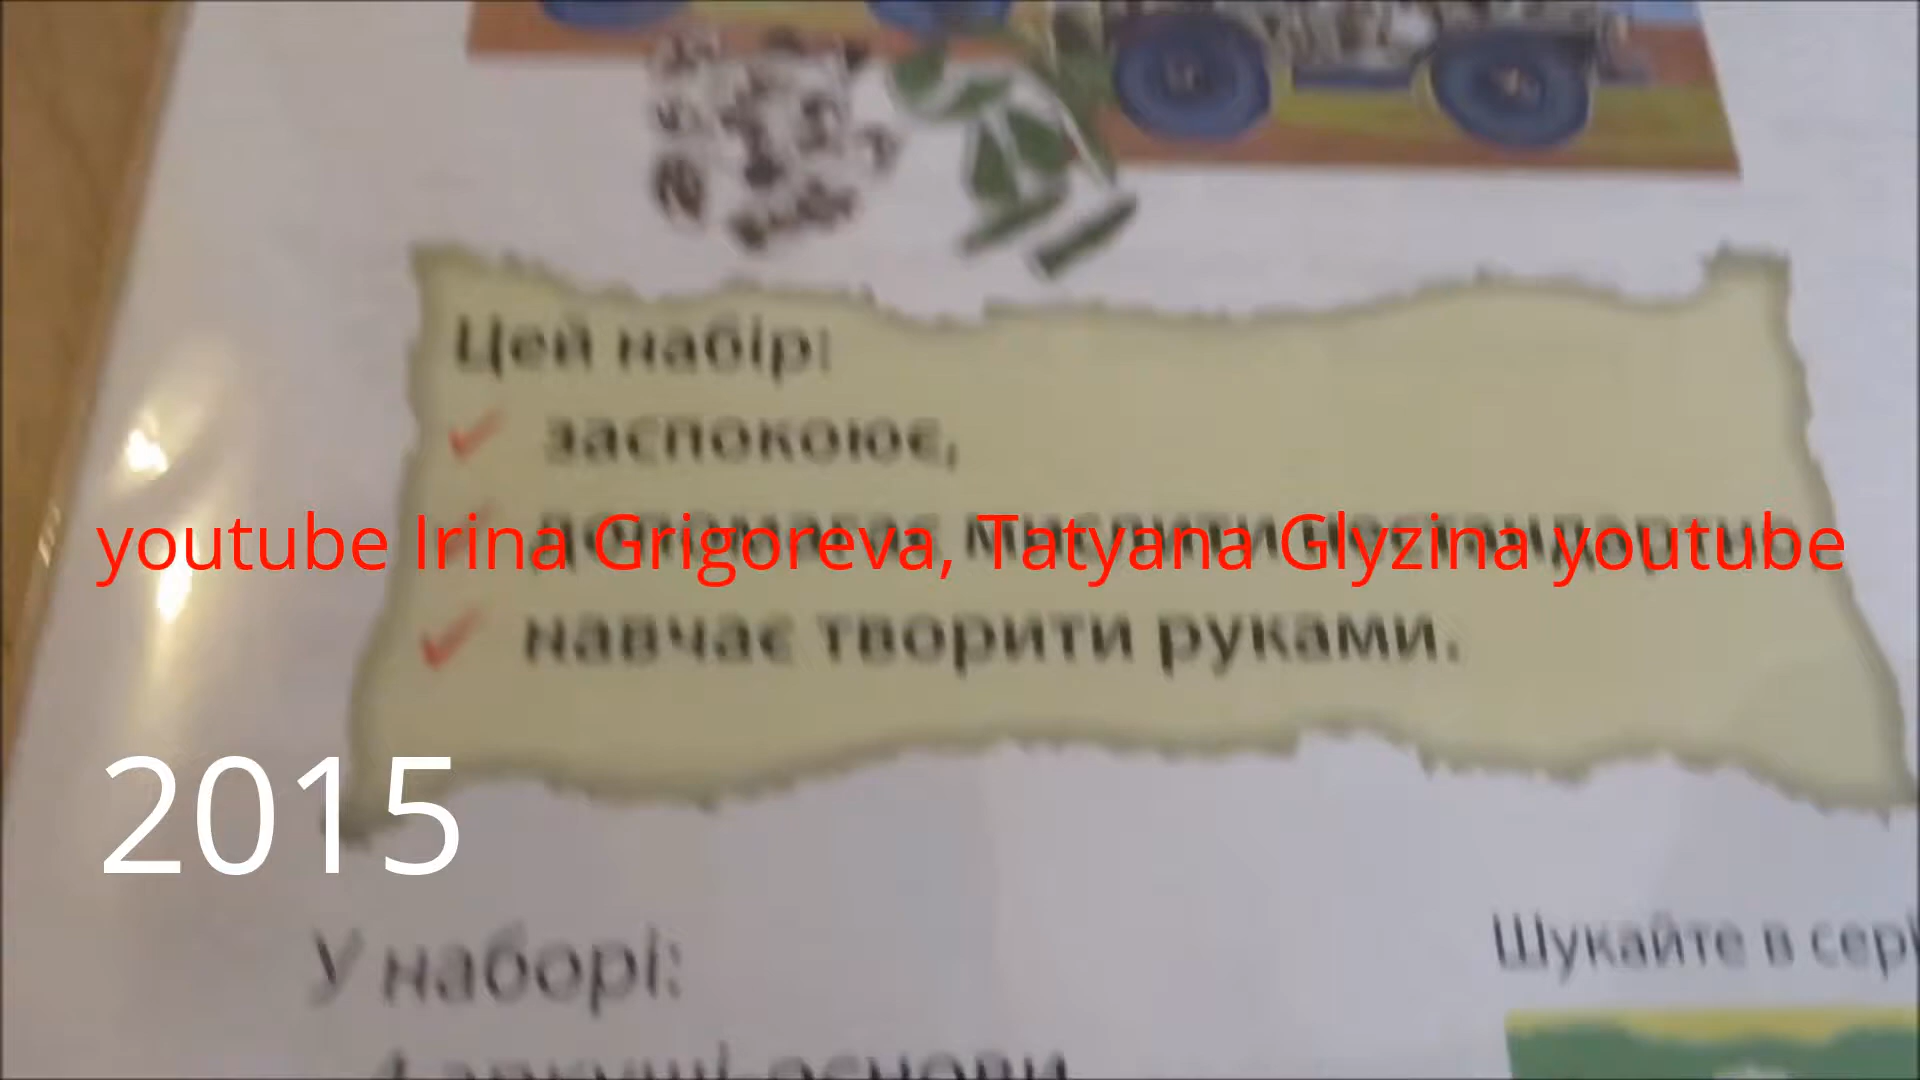 Цей набір:
✓ заспокоює,
youtube Irina Grigoreva, Tatyana Glyzina youtube
✓ навчає творити руками.
2015
У наборі:
Шукайте в сер